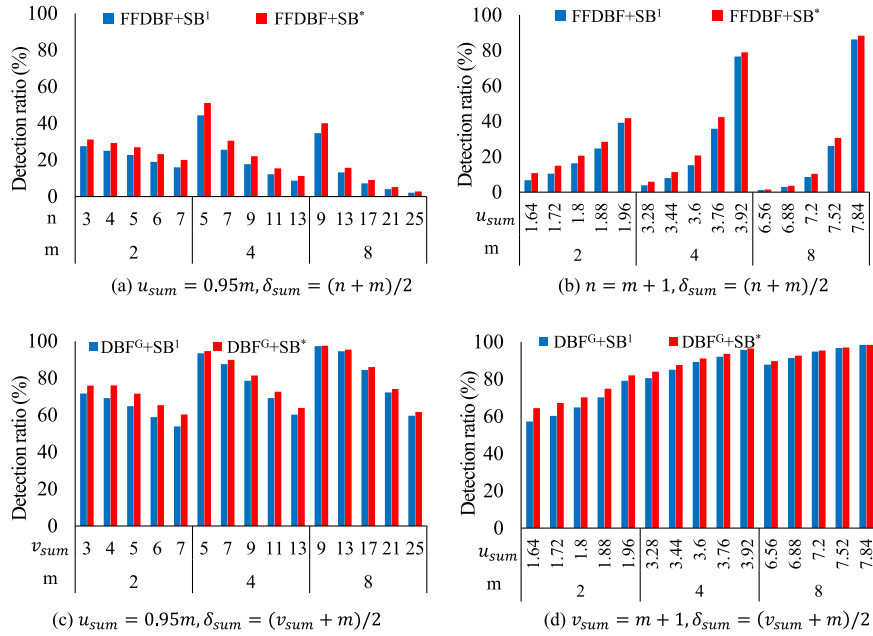 FFDBF+SB¹ FFDBF+SB*
Detection ratio (%)
100
80
60
40
20
0
n 3 4 5 6 7 5 7 9 11 13 9 13 17 21 25
m 2 4 8
(a) u_sum = 0.95m, δ_sum = (n + m)/2
FFDBF+SB¹ FFDBF+SB*
Detection ratio (%)
100
80
60
40
20
0
u_sum 1.64 1.72 1.8 1.88 1.96 3.28 3.44 3.6 3.76 3.92 6.56 6.88 7.2 7.52 7.84
m 2 4 8
(b) n = m + 1, δ_sum = (n + m)/2
DBFᴳ+SB¹ DBFᴳ+SB*
Detection ratio (%)
100
80
60
40
20
0
v_sum 3 4 5 6 7 5 7 9 11 13 9 13 17 21 25
m 2 4 8
(c) u_sum = 0.95m, δ_sum = (v_sum + m)/2
DBFᴳ+SB¹ DBFᴳ+SB*
Detection ratio (%)
100
80
60
40
20
0
u_sum 1.64 1.72 1.8 1.88 1.96 3.28 3.44 3.6 3.76 3.92 6.56 6.88 7.2 7.52 7.84
m 2 4 8
(d) v_sum = m + 1, δ_sum = (v_sum + m)/2